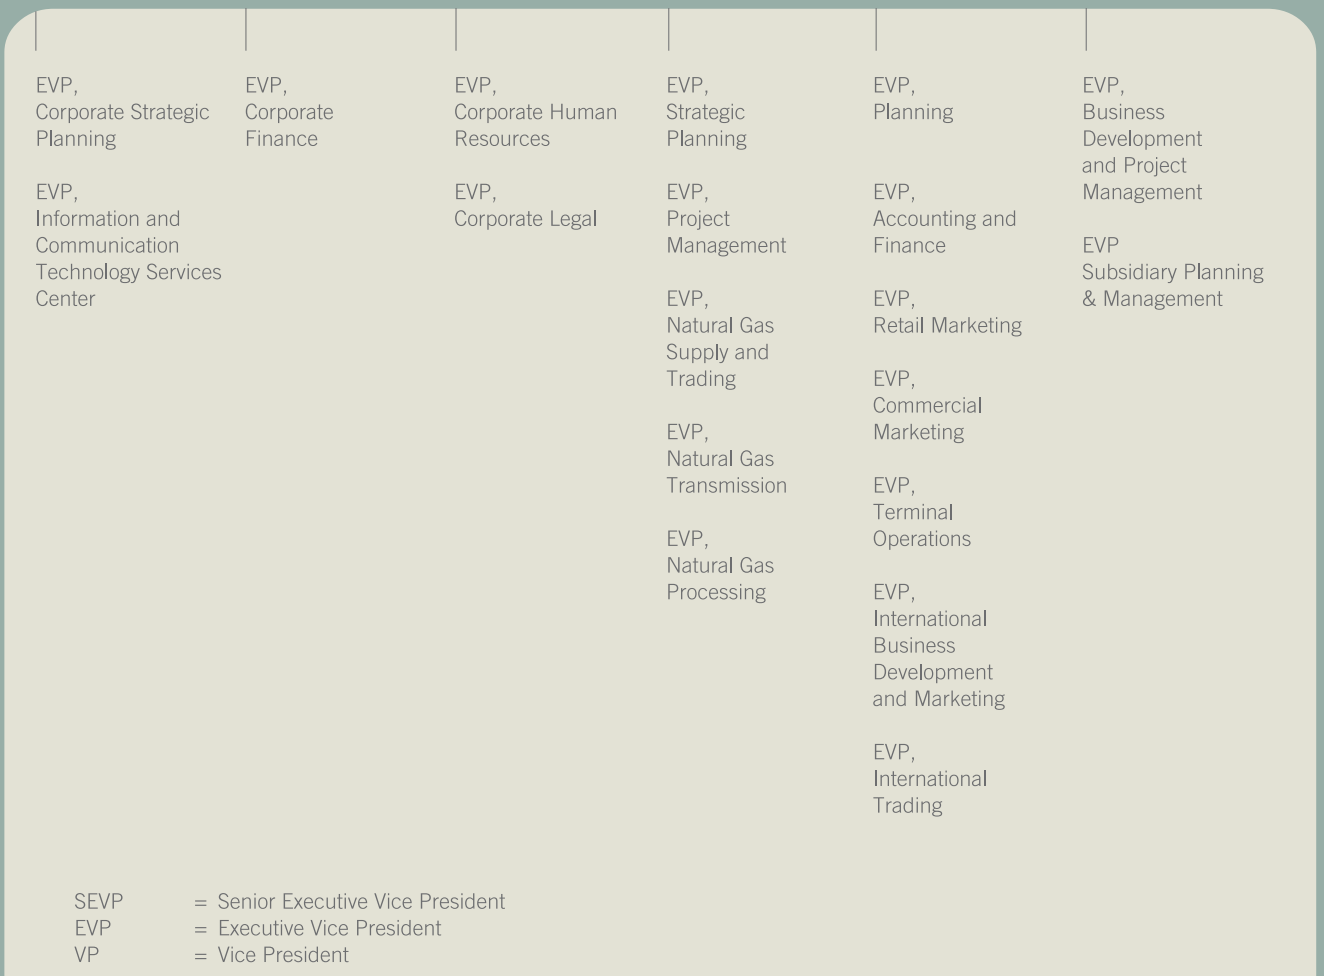 EVP,
Corporate Strategic
Planning
EVP,
Information and
Communication
Technology Services
Center
EVP,
Corporate
Finance
EVP,
Corporate Human
Resources
EVP,
Corporate Legal
EVP,
Strategic
Planning
EVP,
Project
Management
EVP,
Natural Gas
Supply and
Trading
EVP,
Natural Gas
Transmission
EVP,
Natural Gas
Processing
EVP,
Planning
EVP,
Accounting and
Finance
EVP,
Retail Marketing
EVP,
Commercial
Marketing
EVP,
Terminal
Operations
EVP,
International
Business
Development
and Marketing
EVP,
International
Trading
EVP,
Business
Development
and Project
Management
EVP
Subsidiary Planning
& Management
SEVP = Senior Executive Vice President
EVP = Executive Vice President
VP = Vice President